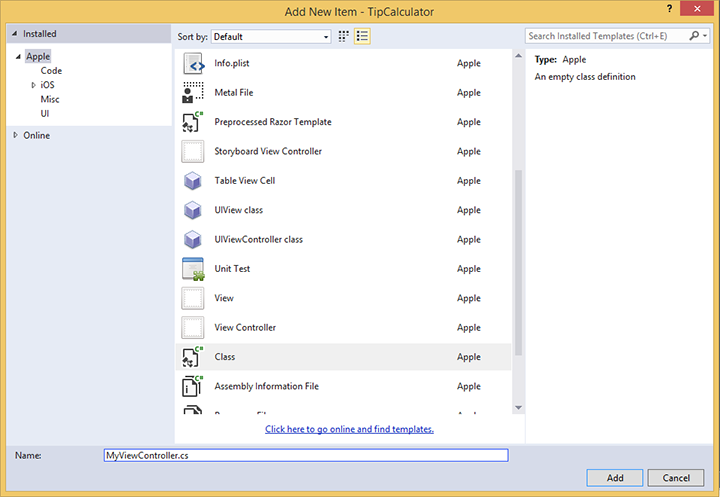 Add New Item - TipCalculator
?
Installed
Apple
Code
iOS
Misc
UI
Online
Sort by: Default
Search Installed Templates (Ctrl+E)
Info.plist Apple
Metal File Apple
Preprocessed Razor Template Apple
Storyboard View Controller Apple
Table View Cell Apple
UIView class Apple
UIViewController class Apple
Unit Test Apple
View Apple
View Controller Apple
Class Apple
Assembly Information File Apple
Click here to go online and find templates.
Type: Apple
An empty class definition
Name: MyViewController.cs
Add Cancel